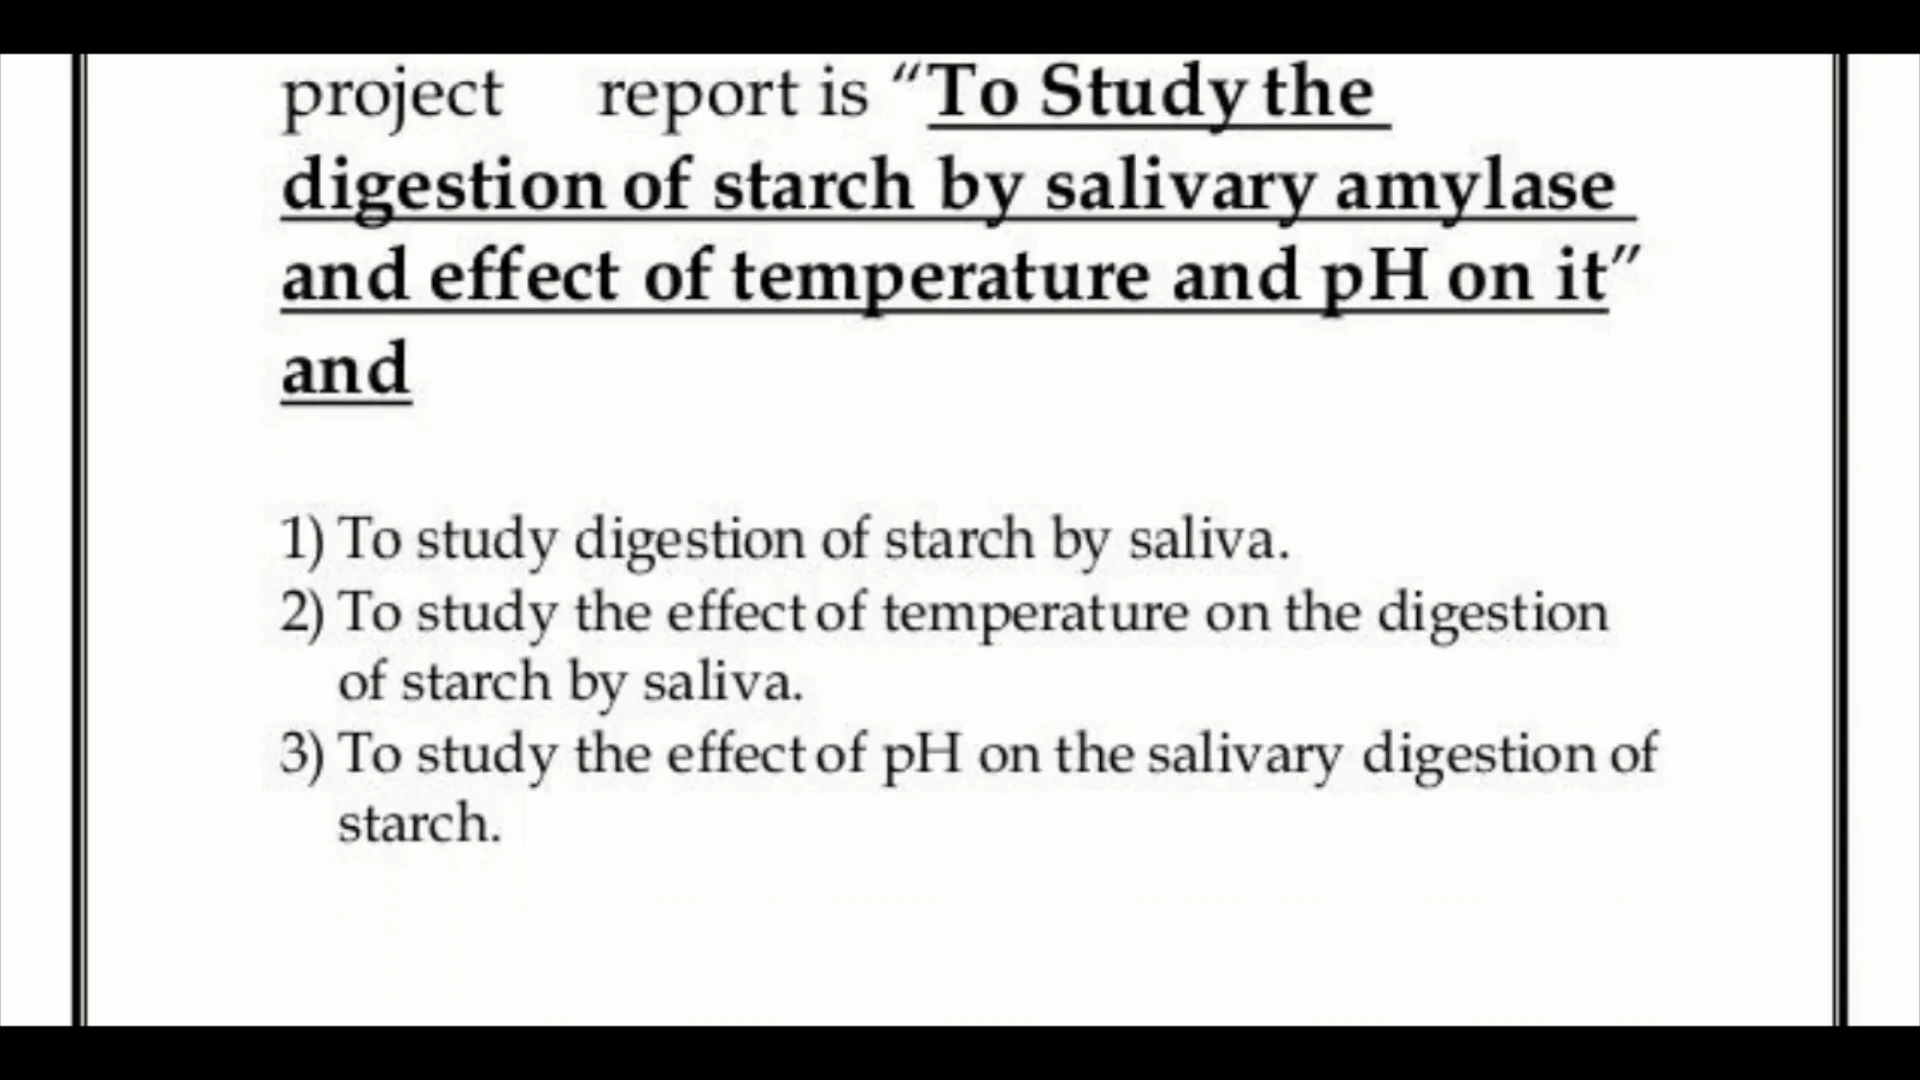 project report is “To Study the
digestion of starch by salivary amylase
and effect of temperature and pH on it”
and
1) To study digestion of starch by saliva.
2) To study the effect of temperature on the digestion
of starch by saliva.
3) To study the effect of pH on the salivary digestion of
starch.